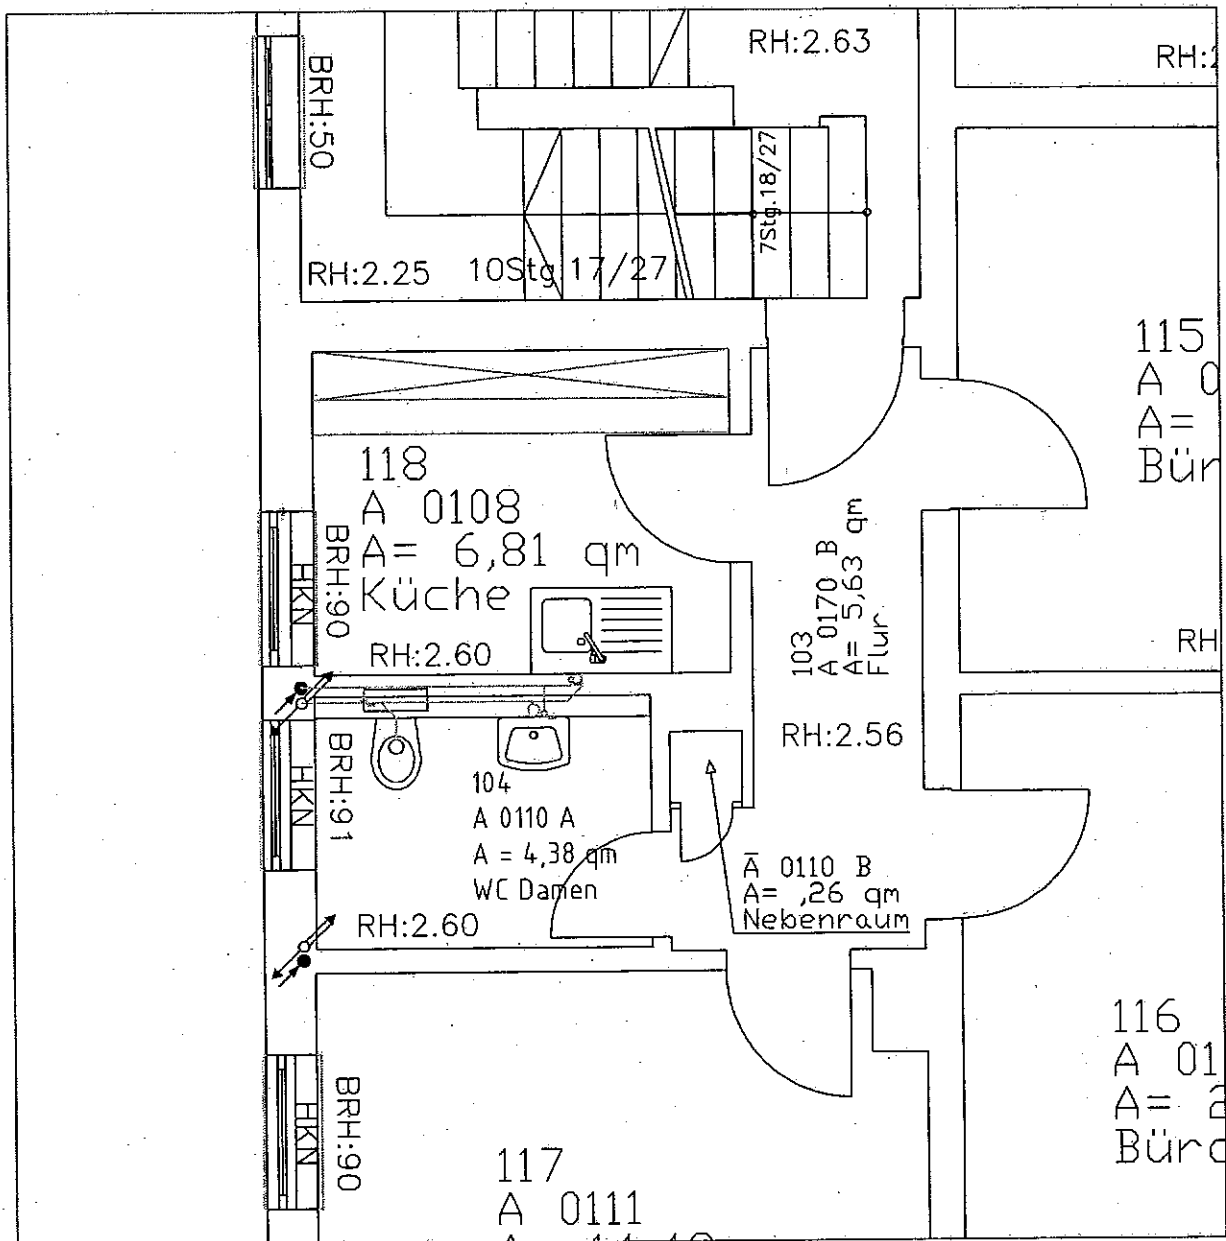 RH:2.63
BRH:50
7Stg.18/27
RH:2.25
10Stg 17/27
115
A 0
A=
Bür
118
A 0108
A= 6,81 qm
Küche
RH:2.60
BRH:90
HKN
103
A 0170 B
A= 5,63 qm
Flur
RH
RH:2.56
BRH:91
HKN
104
A 0110 A
A = 4,38 qm
WC Damen
RH:2.60
A 0110 B
A= ,26 qm
Nebenraum
116
A 01
A= 2
Büro
BRH:90
HKN
117
A 0111